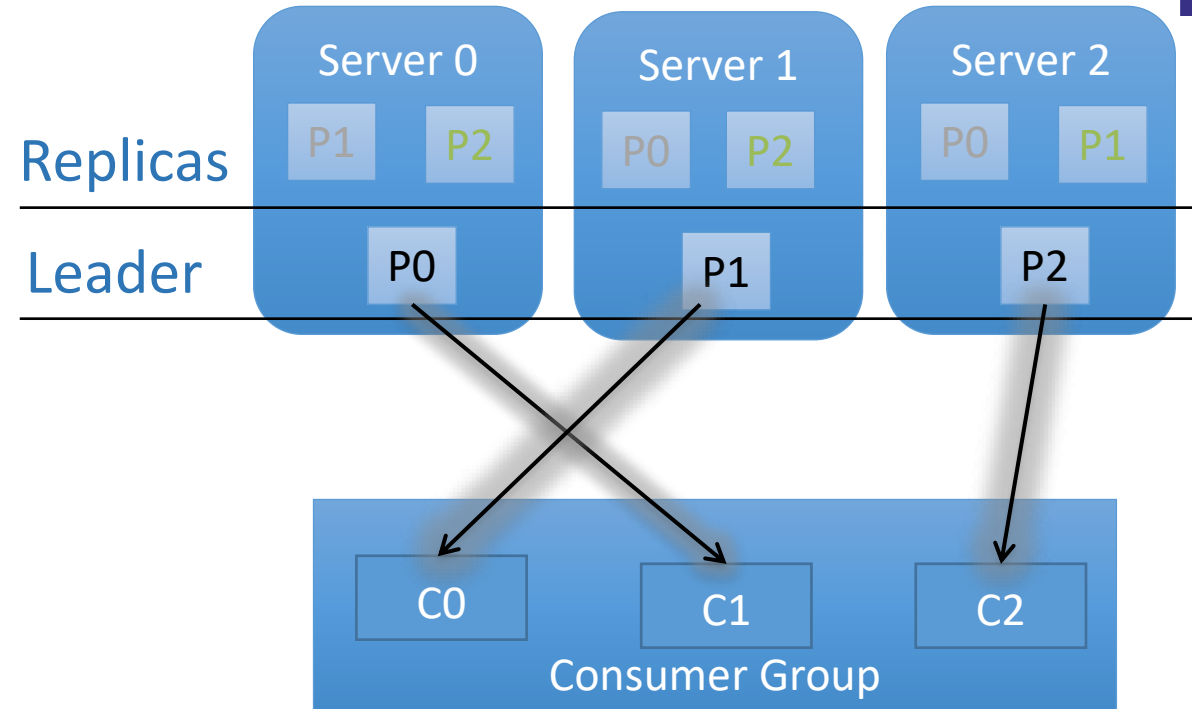 Server 0
Server 1
Server 2
Replicas
P1 P2
P0 P2
P0 P1
Leader
P0
P1
P2
C0
C1
C2
Consumer Group